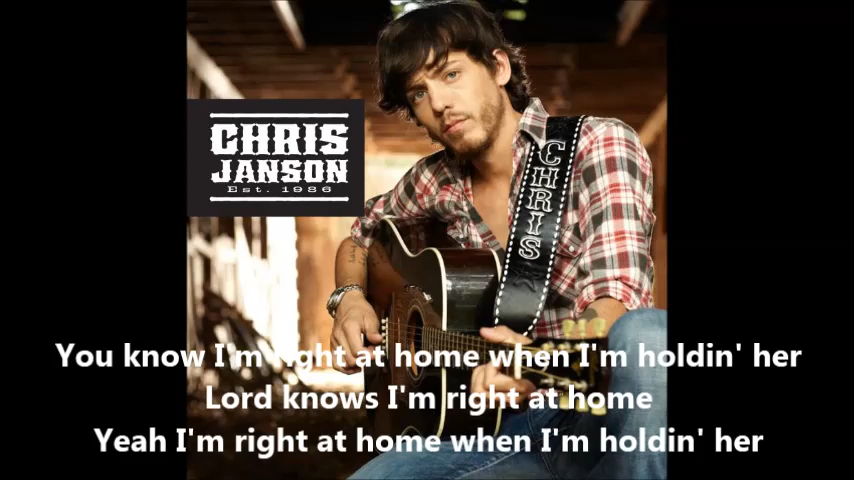 CHRIS
JANSON
Est. 1986
CHRIS
You know I'm right at home when I'm holdin' her
Lord knows I'm right at home
Yeah I'm right at home when I'm holdin' her